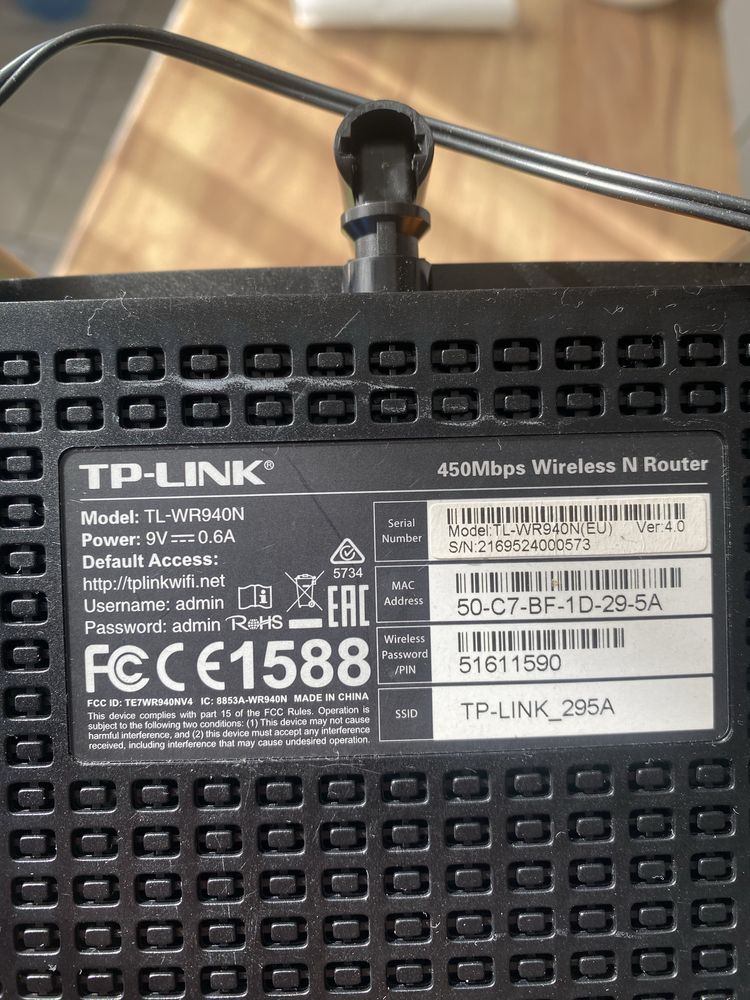 TP-LINK®
450Mbps Wireless N Router
Model: TL-WR940N
Power: 9V⎓0.6A
Default Access:
http://tplinkwifi.net
Username: admin
Password: admin
RoHS
5734
EAC
FC CE1588
FCC ID: TE7WR940NV4 IC: 8853A-WR940N MADE IN CHINA
This device complies with part 15 of the FCC Rules. Operation is
subject to the following two conditions: (1) This device may not cause
harmful interference, and (2) this device must accept any interference
received, including interference that may cause undesired operation.
Serial
Number
Model:TL-WR940N(EU) Ver:4.0
S/N:2169524000573
MAC
Address
50-C7-BF-1D-29-5A
Wireless
Password
/PIN
51611590
SSID
TP-LINK_295A